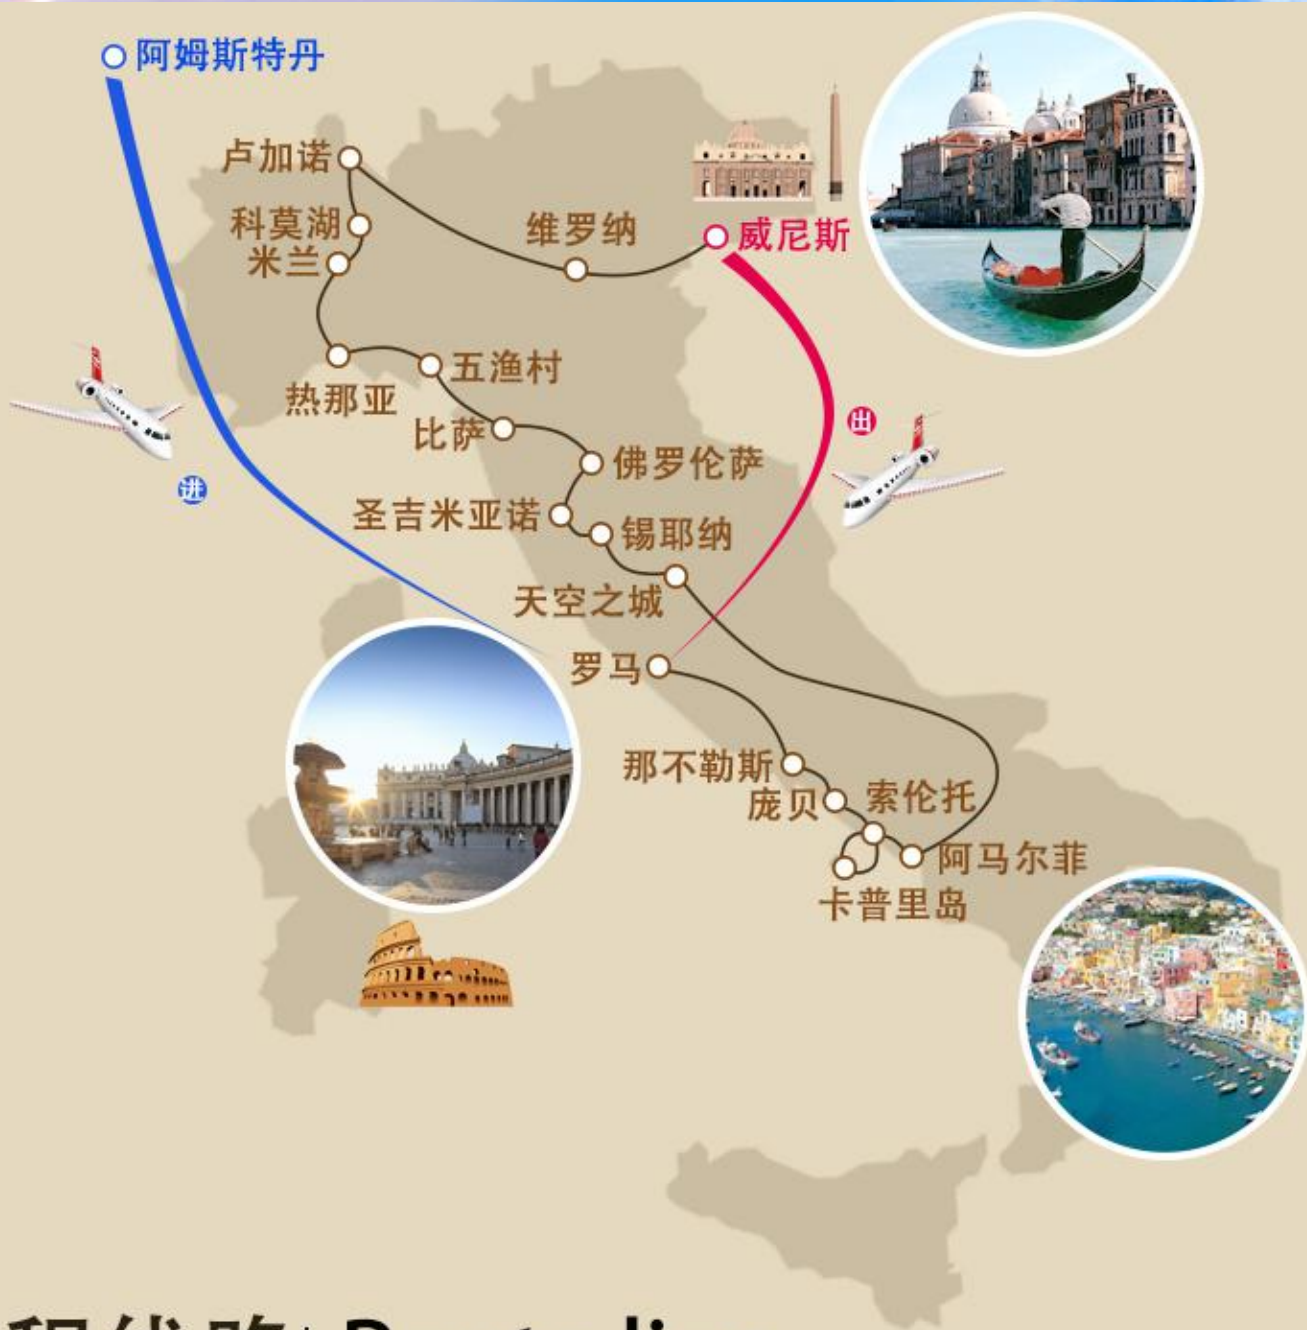 阿姆斯特丹
卢加诺
科莫湖
维罗纳
威尼斯
米兰
五渔村
热那亚
比萨
出
佛罗伦萨
进
圣吉米亚诺
锡耶纳
天空之城
罗马
那不勒斯
庞贝
索伦托
阿马尔菲
卡普里岛